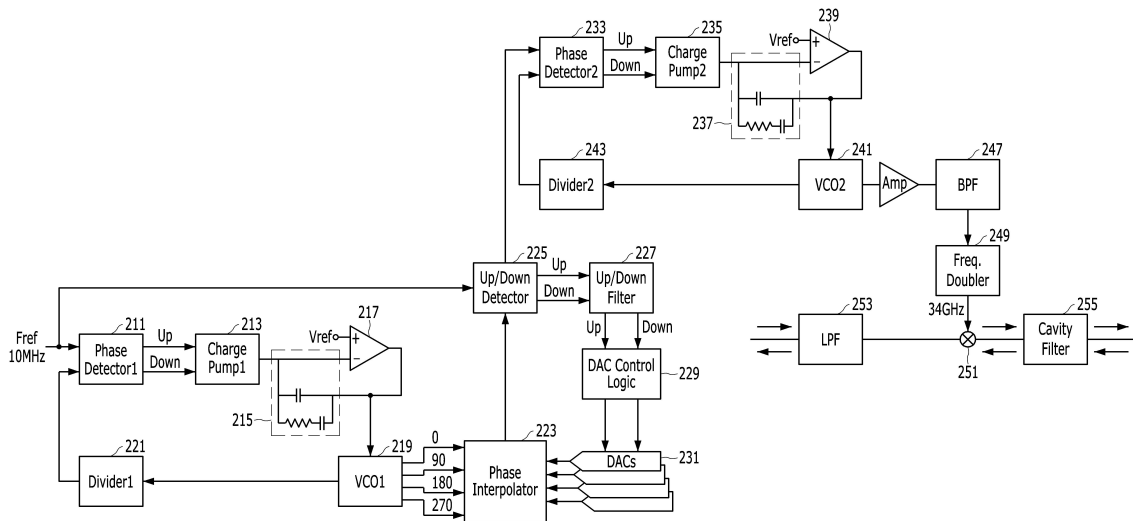 239
233
235
Vref
+
−
Phase
Detector2
Up
Down
Charge
Pump2
237
243
241
247
Divider2
VCO2
Amp
BPF
225
227
249
Up/Down
Detector
Up
Down
Up/Down
Filter
Freq.
Doubler
34GHz
217
253
255
Fref
10MHz
211
213
Vref
+
−
Up
Down
Phase
Detector1
Up
Down
Charge
Pump1
LPF
Cavity
Filter
251
DAC Control
Logic
229
215
221
219
0
90
180
270
223
Divider1
VCO1
Phase
Interpolator
DACs
231